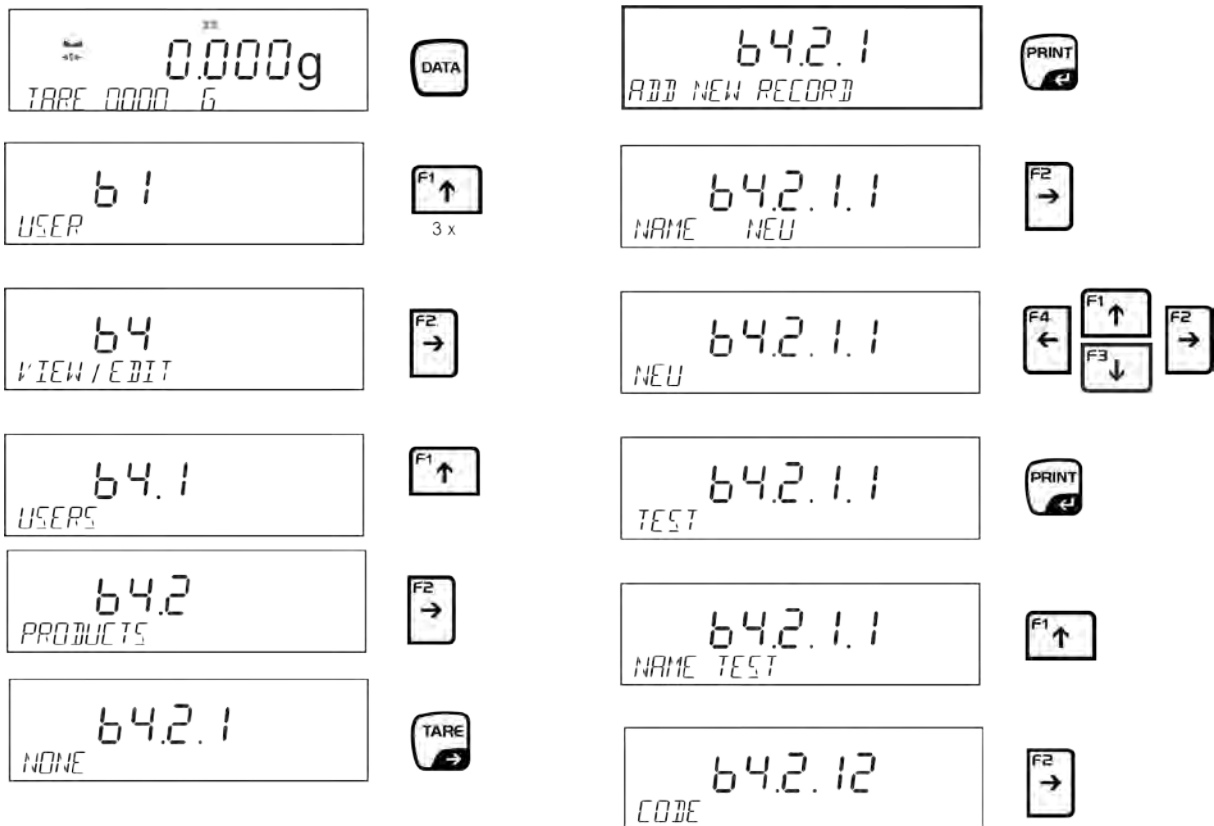 0.000g
TARE 0000 G
DATA
b1
USER
F1
3 x
b4
VIEW/EDIT
F2
b4.1
USERS
F1
b4.2
PRODUCTS
F2
b4.2.1
NONE
TARE
b4.2.1
ADD NEW RECORD
PRINT
b4.2.1.1
NAME NEU
F2
b4.2.1.1
NEU
F4
F1
F3
F2
b4.2.1.1
TEST
PRINT
b4.2.1.1
NAME TEST
F1
b4.2.12
CODE
F2